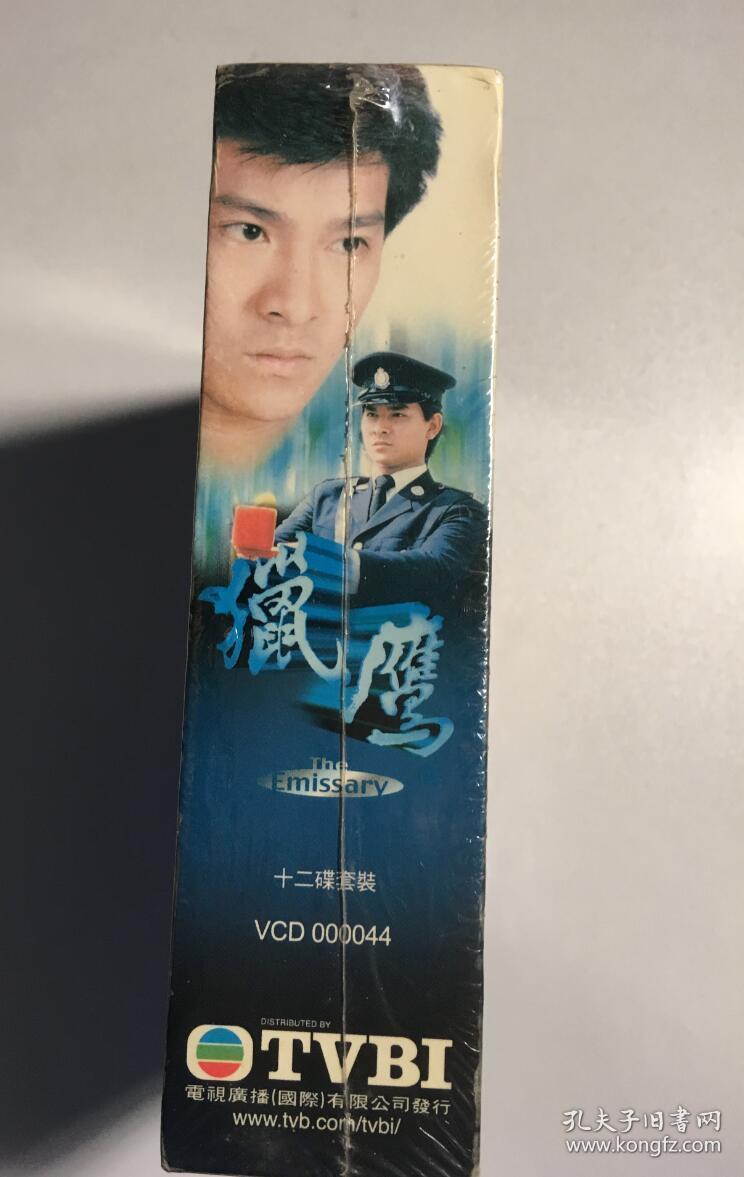 獵鷹
The
Emissary
十二碟套裝
VCD 000044
DISTRIBUTED BY
TVBI
電視廣播(國際)有限公司發行
www.tvb.com/tvbi/
孔夫子旧书网
www.kongfz.com